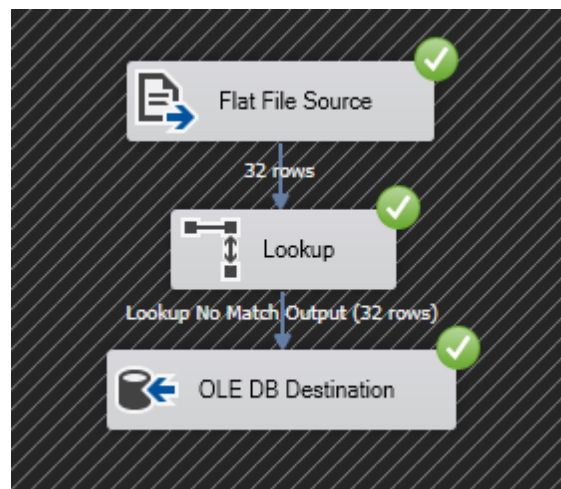 Flat File Source
32 rows
Lookup
Lookup No Match Output (32 rows)
OLE DB Destination